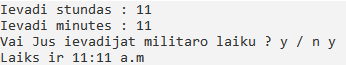 Ievadi stundas : 11
Ievadi minutes : 11
Vai Jus ievadijat militaro laiku ? y / n y
Laiks ir 11:11 a.m